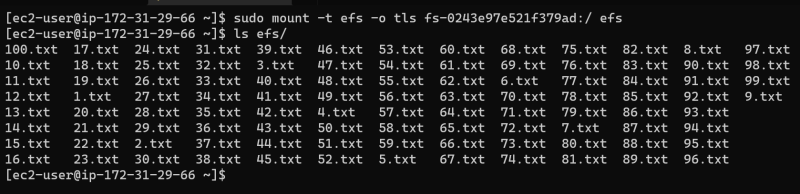 [ec2-user@ip-172-31-29-66 ~]$ sudo mount -t efs -o tls fs-0243e97e521f379ad:/ efs
[ec2-user@ip-172-31-29-66 ~]$ ls efs/
100.txt 17.txt 24.txt 31.txt 39.txt 46.txt 53.txt 60.txt 68.txt 75.txt 82.txt 8.txt 97.txt
10.txt 18.txt 25.txt 32.txt 3.txt 47.txt 54.txt 61.txt 69.txt 76.txt 83.txt 90.txt 98.txt
11.txt 19.txt 26.txt 33.txt 40.txt 48.txt 55.txt 62.txt 6.txt 77.txt 84.txt 91.txt 99.txt
12.txt 1.txt 27.txt 34.txt 41.txt 49.txt 56.txt 63.txt 70.txt 78.txt 85.txt 92.txt 9.txt
13.txt 20.txt 28.txt 35.txt 42.txt 4.txt 57.txt 64.txt 71.txt 79.txt 86.txt 93.txt
14.txt 21.txt 29.txt 36.txt 43.txt 50.txt 58.txt 65.txt 72.txt 7.txt 87.txt 94.txt
15.txt 22.txt 2.txt 37.txt 44.txt 51.txt 59.txt 66.txt 73.txt 80.txt 88.txt 95.txt
16.txt 23.txt 30.txt 38.txt 45.txt 52.txt 5.txt 67.txt 74.txt 81.txt 89.txt 96.txt
[ec2-user@ip-172-31-29-66 ~]$